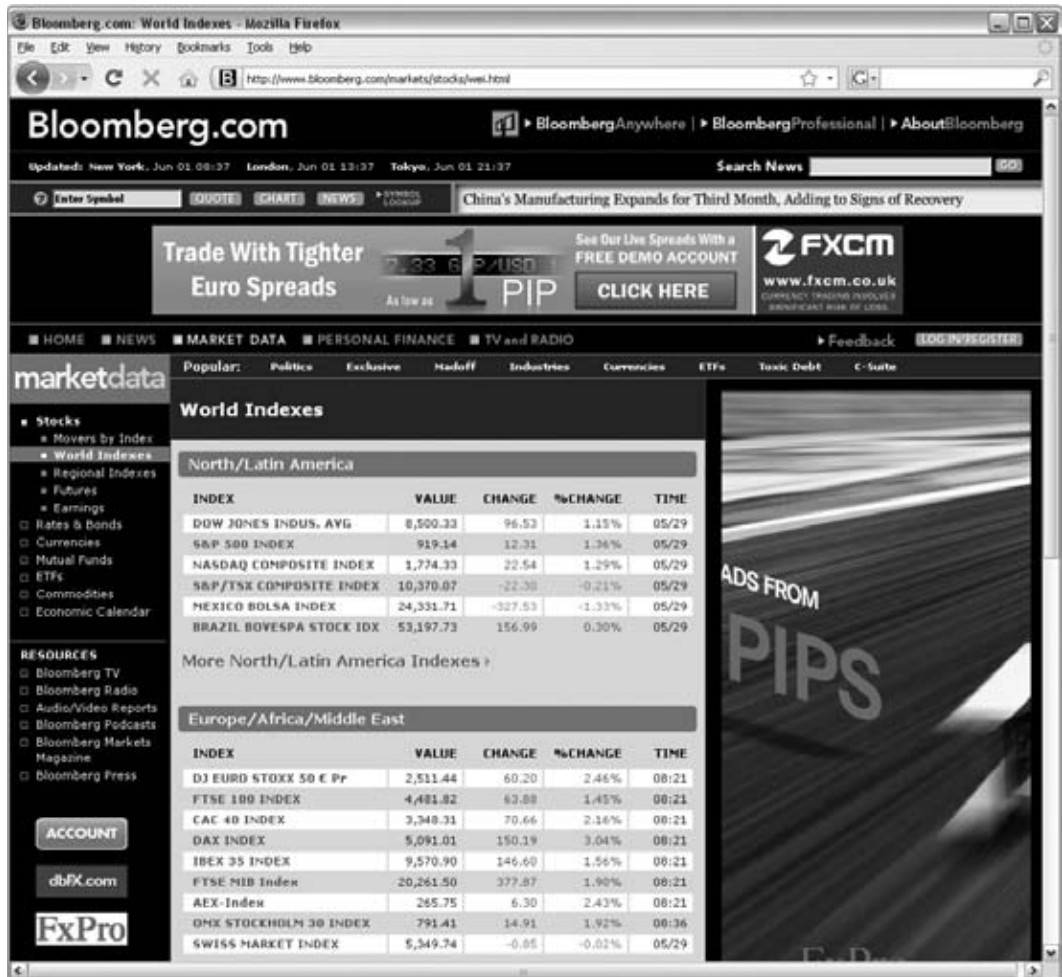 Bloomberg.com: World Indexes - Mozilla Firefox
File Edit View History Bookmarks Tools Help
http://www.bloomberg.com/markets/stocks/wei.html
Bloomberg.com
BloombergAnywhere | BloombergProfessional | AboutBloomberg
Updated: New York, Jun 01 08:37 London, Jun 01 13:37 Tokyo, Jun 01 21:37 Search News GO
Enter Symbol QUOTE CHART NEWS SYMBOL LOOKUP China's Manufacturing Expands for Third Month, Adding to Signs of Recovery
Trade With Tighter Euro Spreads
As low as 1 PIP
See Our Live Spreads With a
FREE DEMO ACCOUNT
CLICK HERE
FXCM
www.fxcm.co.uk
CURRENCY TRADING INVOLVES
SIGNIFICANT RISK OF LOSS.
HOME NEWS MARKET DATA PERSONAL FINANCE TV and RADIO Feedback LOG IN/REGISTER
marketdata
Popular: Politics Exclusive Madoff Industries Currencies ETFs Toxic Debt C-Suite
Stocks
Movers by Index
World Indexes
Regional Indexes
Futures
Earnings
Rates & Bonds
Currencies
Mutual Funds
ETFs
Commodities
Economic Calendar
RESOURCES
Bloomberg TV
Bloomberg Radio
Audio/Video Reports
Bloomberg Podcasts
Bloomberg Markets
Magazine
Bloomberg Press
ACCOUNT
dbFX.com
FxPro
World Indexes
North/Latin America
INDEX VALUE CHANGE %CHANGE TIME
DOW JONES INDUS. AVG 8,500.33 96.53 1.15% 05/29
S&P 500 INDEX 919.14 12.31 1.36% 05/29
NASDAQ COMPOSITE INDEX 1,774.33 22.54 1.29% 05/29
S&P/TSX COMPOSITE INDEX 10,370.07 -22.30 -0.21% 05/29
MEXICO BOLSA INDEX 24,331.71 -327.53 -1.33% 05/29
BRAZIL BOVESPA STOCK IDX 53,197.73 156.99 0.30% 05/29
More North/Latin America Indexes
Europe/Africa/Middle East
INDEX VALUE CHANGE %CHANGE TIME
DJ EURO STOXX 50 € Pr 2,511.44 60.20 2.46% 08:21
FTSE 100 INDEX 4,481.82 63.88 1.45% 08:21
CAC 40 INDEX 3,348.31 70.66 2.16% 08:21
DAX INDEX 5,091.01 150.19 3.04% 08:21
IBEX 35 INDEX 9,570.90 146.60 1.56% 08:21
FTSE MIB Index 20,261.50 377.87 1.90% 08:21
AEX-Index 265.75 6.30 2.43% 08:21
OMX STOCKHOLM 30 INDEX 791.41 14.91 1.92% 08:36
SWISS MARKET INDEX 5,349.74 -0.85 -0.02% 05/29
ADS FROM
PIPS